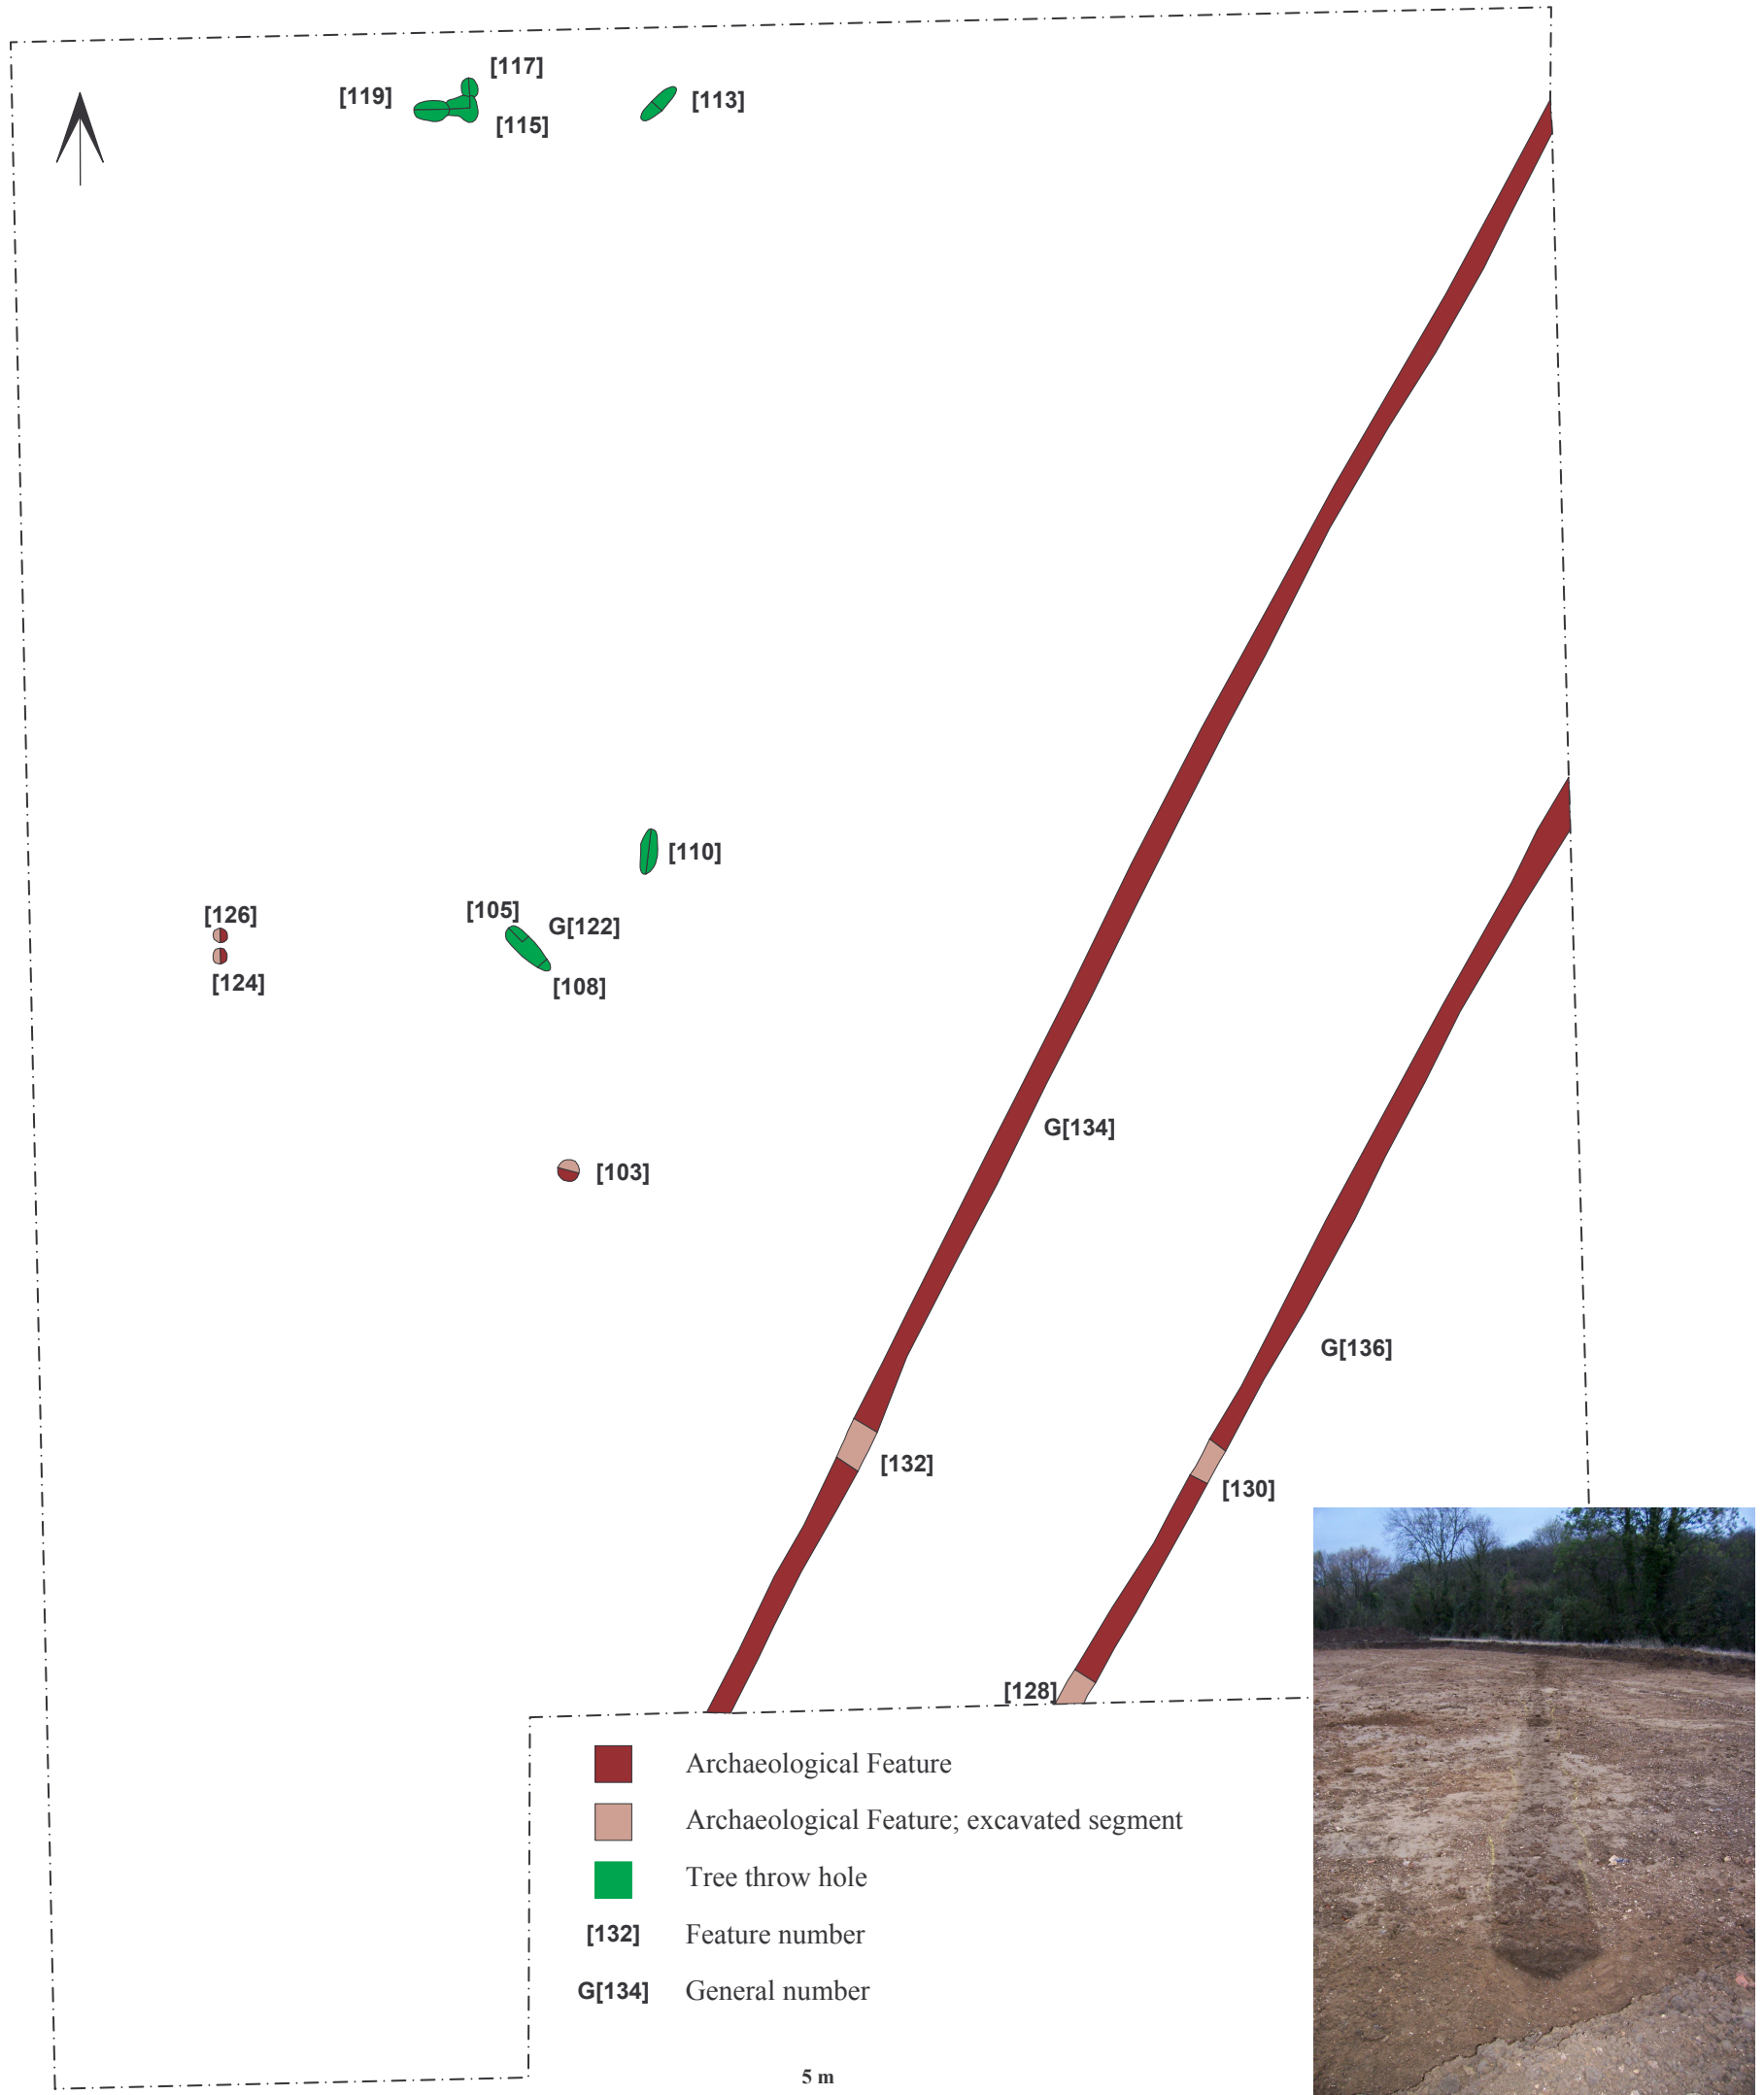 [117]
[119]
[113]
[115]
[110]
[126]
[105]
G[122]
[124]
[108]
G[134]
[103]
G[136]
[132]
[130]
[128]
Archaeological Feature
Archaeological Feature; excavated segment
Tree throw hole
[132] Feature number
G[134] General number
5 m